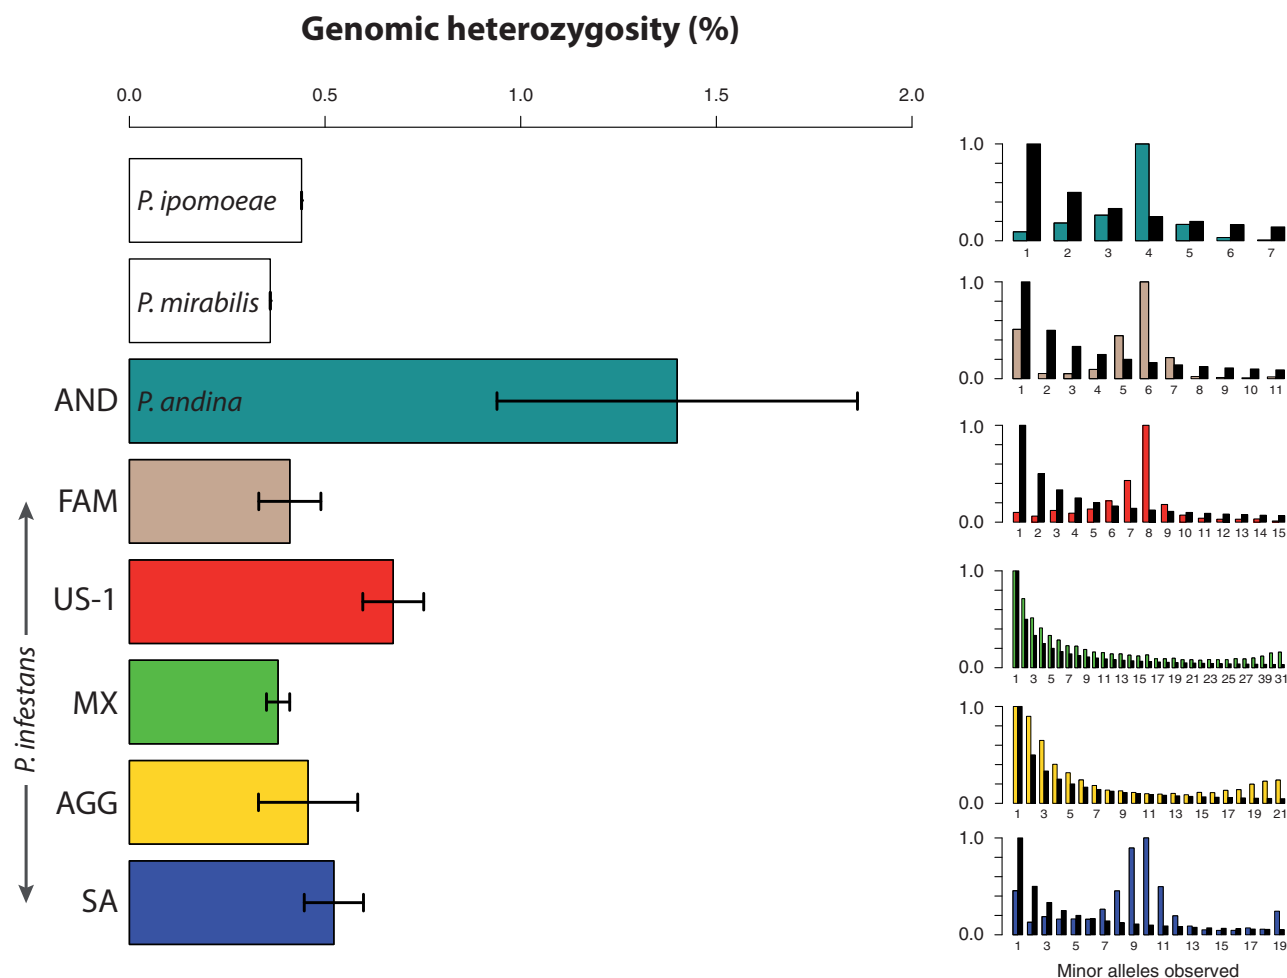 Genomic heterozygosity (%)
0.0 0.5 1.0 1.5 2.0
P. ipomoeae
P. mirabilis
AND P. andina
FAM
US-1
MX
AGG
SA
P. infestans
1.0
0.0
1 2 3 4 5 6 7
1.0
0.0
1 2 3 4 5 6 7 8 9 10 11
1.0
0.0
1 2 3 4 5 6 7 8 9 10 11 12 13 14 15
1.0
0.0
1 3 5 7 9 11 13 15 17 19 21 23 25 27 39 31
1.0
0.0
1 3 5 7 9 11 13 15 17 19 21
1.0
0.0
1 3 5 7 9 11 13 15 17 19
Minor alleles observed